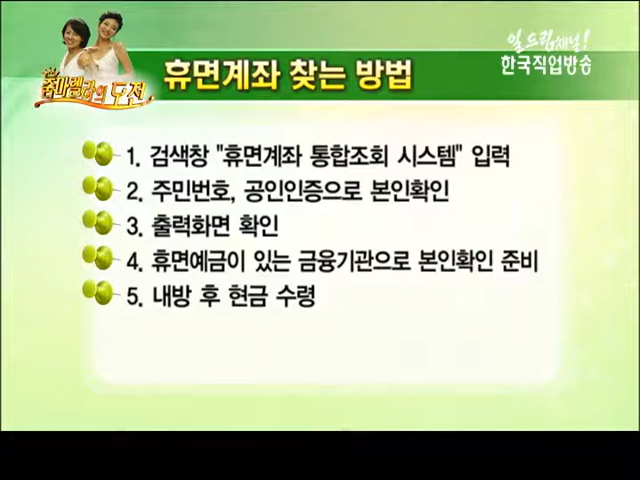 줌마렐라의 도전
일 드림 채널!
한국직업방송
휴면계좌 찾는 방법
1. 검색창 "휴면계좌 통합조회 시스템" 입력
2. 주민번호, 공인인증으로 본인확인
3. 출력화면 확인
4. 휴면예금이 있는 금융기관으로 본인확인 준비
5. 내방 후 현금 수령